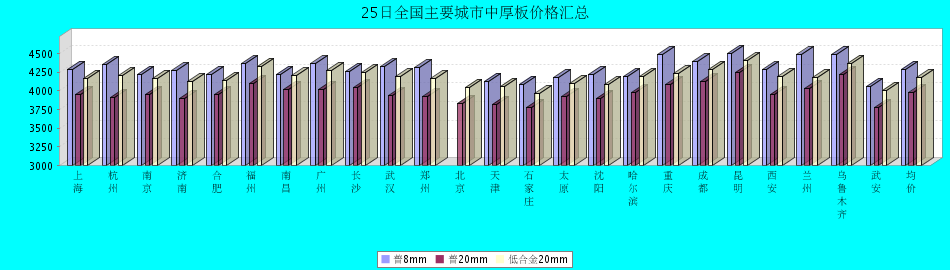 25日全国主要城市中厚板价格汇总
4500
4250
4000
3750
3500
3250
3000
上海
杭州
南京
济南
合肥
福州
南昌
广州
长沙
武汉
郑州
北京
天津
石家庄
太原
沈阳
哈尔滨
重庆
成都
昆明
西安
兰州
乌鲁木齐
武安
均价
普8mm 普20mm 低合金20mm